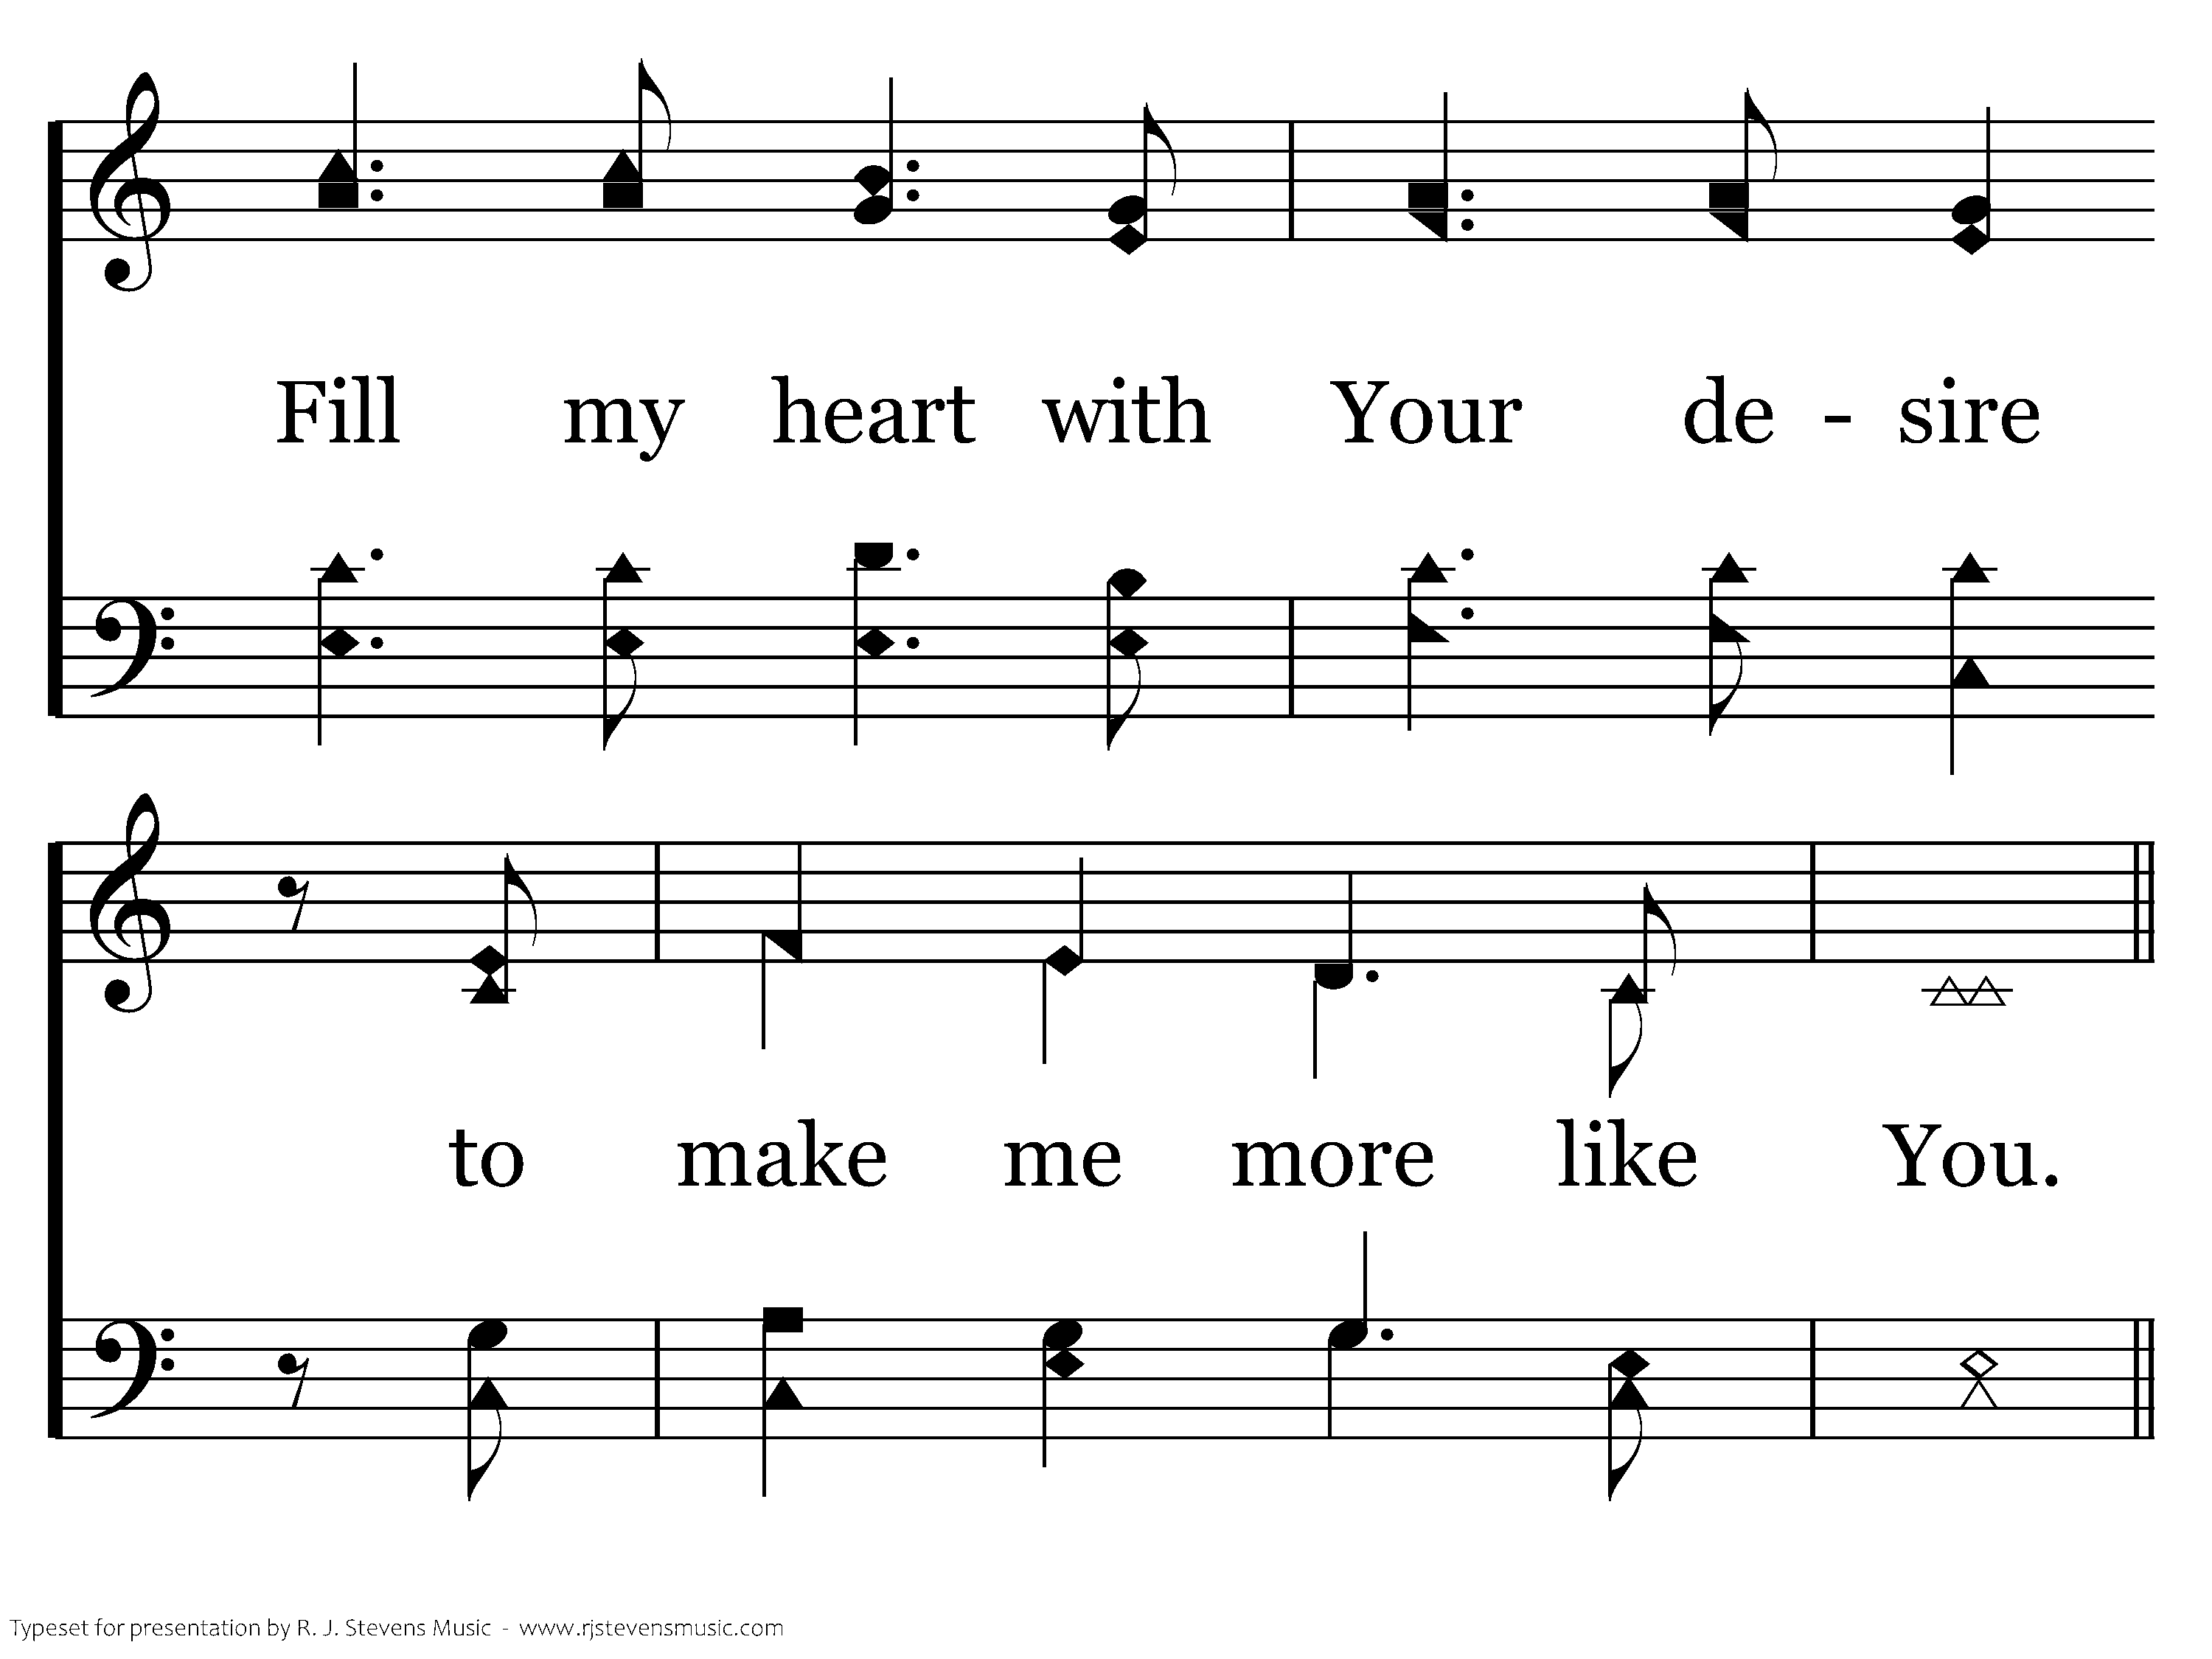 Fill my heart with Your de - sire
to make me more like You.
Typeset for presentation by R. J. Stevens Music - www.rjstevensmusic.com